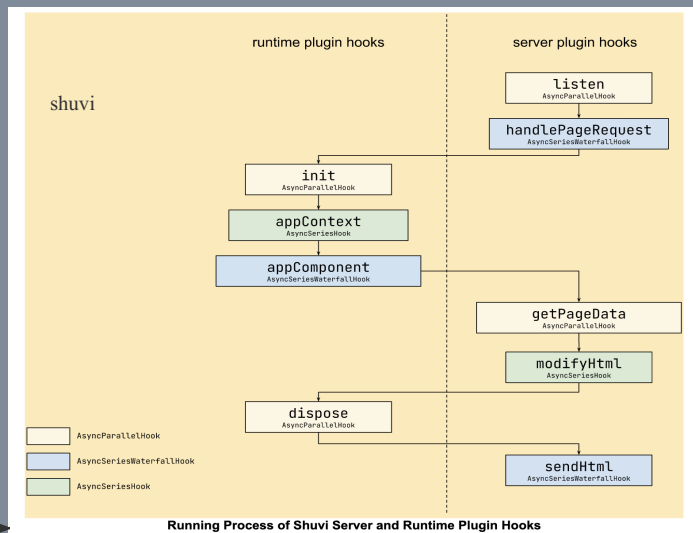 runtime plugin hooks
server plugin hooks
shuvi
listen
AsyncParallelHook
handlePageRequest
AsyncSeriesWaterfallHook
init
AsyncParallelHook
appContext
AsyncSeriesHook
appComponent
AsyncSeriesWaterfallHook
getPageData
AsyncParallelHook
modifyHtml
AsyncSeriesHook
dispose
AsyncParallelHook
sendHtml
AsyncSeriesWaterfallHook
AsyncParallelHook
AsyncSeriesWaterfallHook
AsyncSeriesHook
Running Process of Shuvi Server and Runtime Plugin Hooks